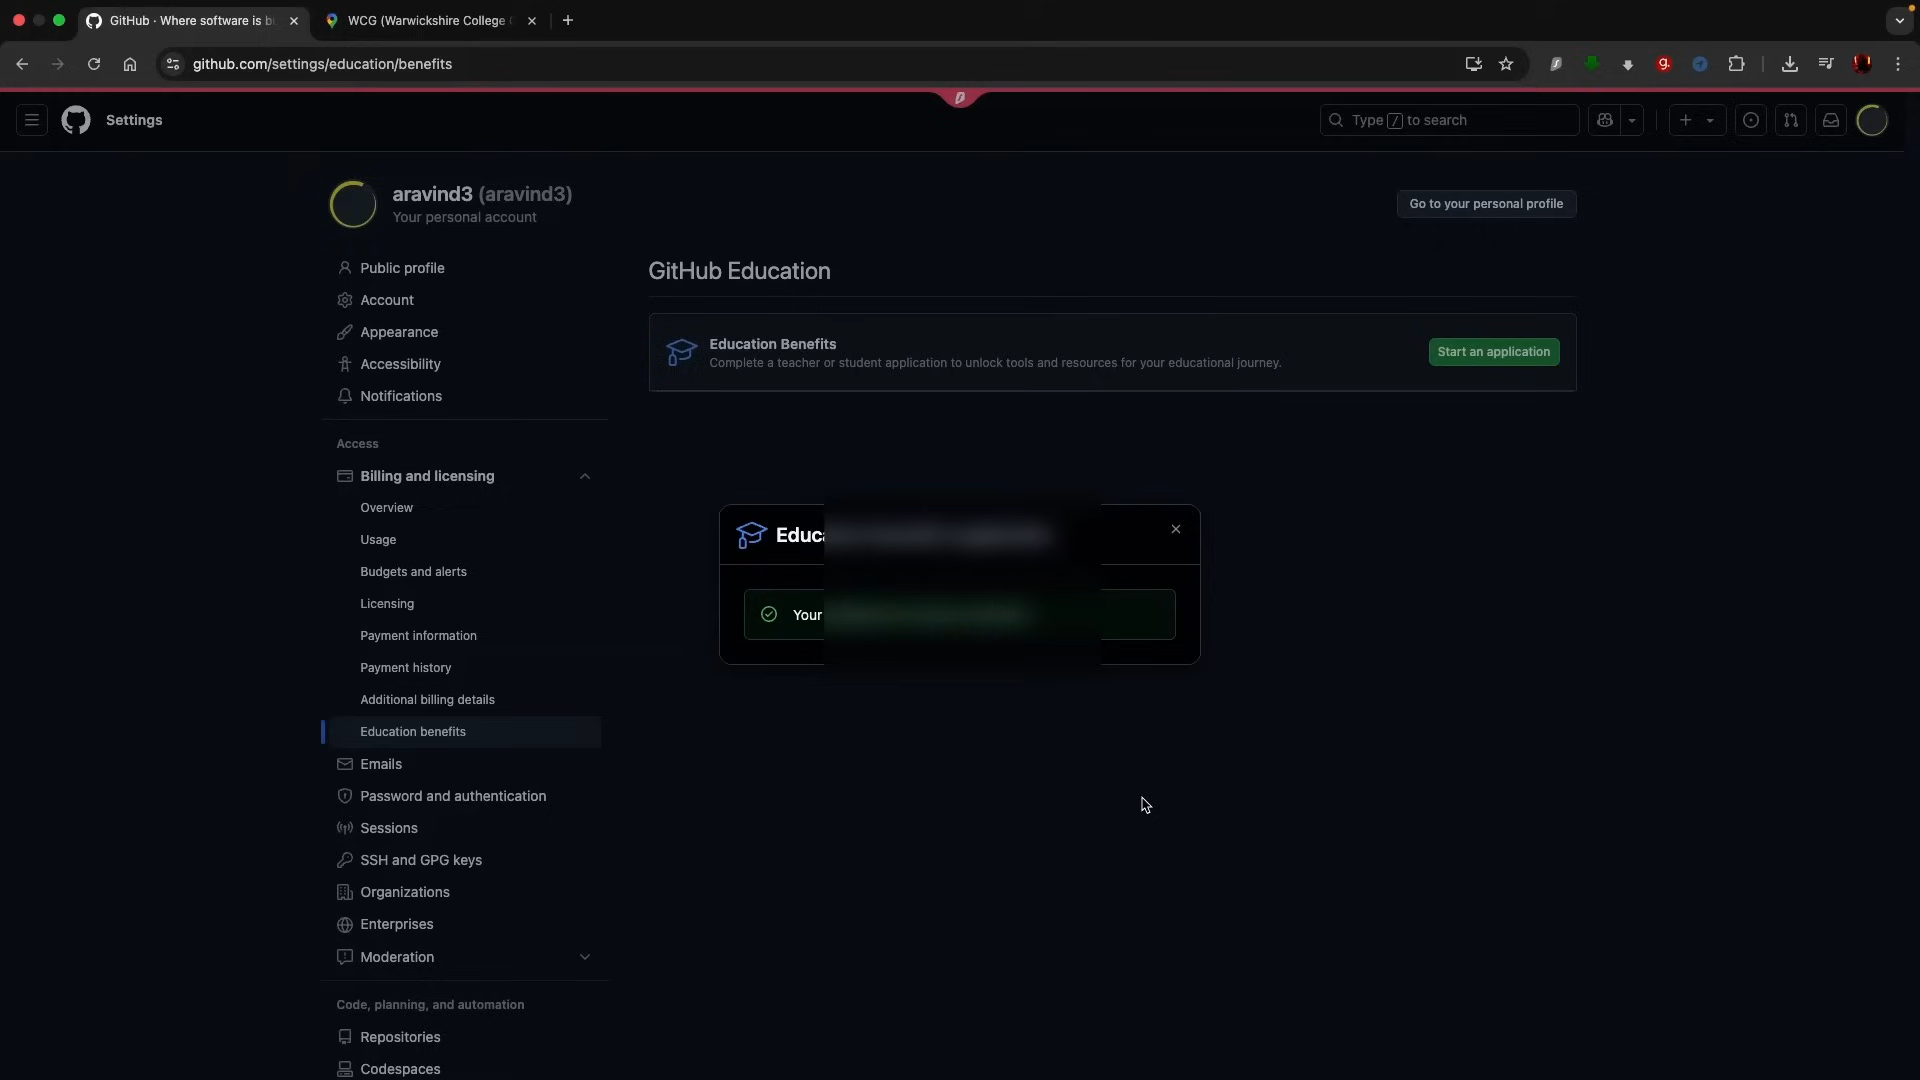 GitHub · Where software is
WCG (Warwickshire College
github.com/settings/education/benefits
Settings
Type / to search
aravind3 (aravind3)
Your personal account
Go to your personal profile
Public profile
Account
Appearance
Accessibility
Notifications
Access
Billing and licensing
Overview
Usage
Budgets and alerts
Licensing
Payment information
Payment history
Additional billing details
Education benefits
Emails
Password and authentication
Sessions
SSH and GPG keys
Organizations
Enterprises
Moderation
Code, planning, and automation
Repositories
Codespaces
GitHub Education
Education Benefits
Complete a teacher or student application to unlock tools and resources for your educational journey.
Start an application
Your